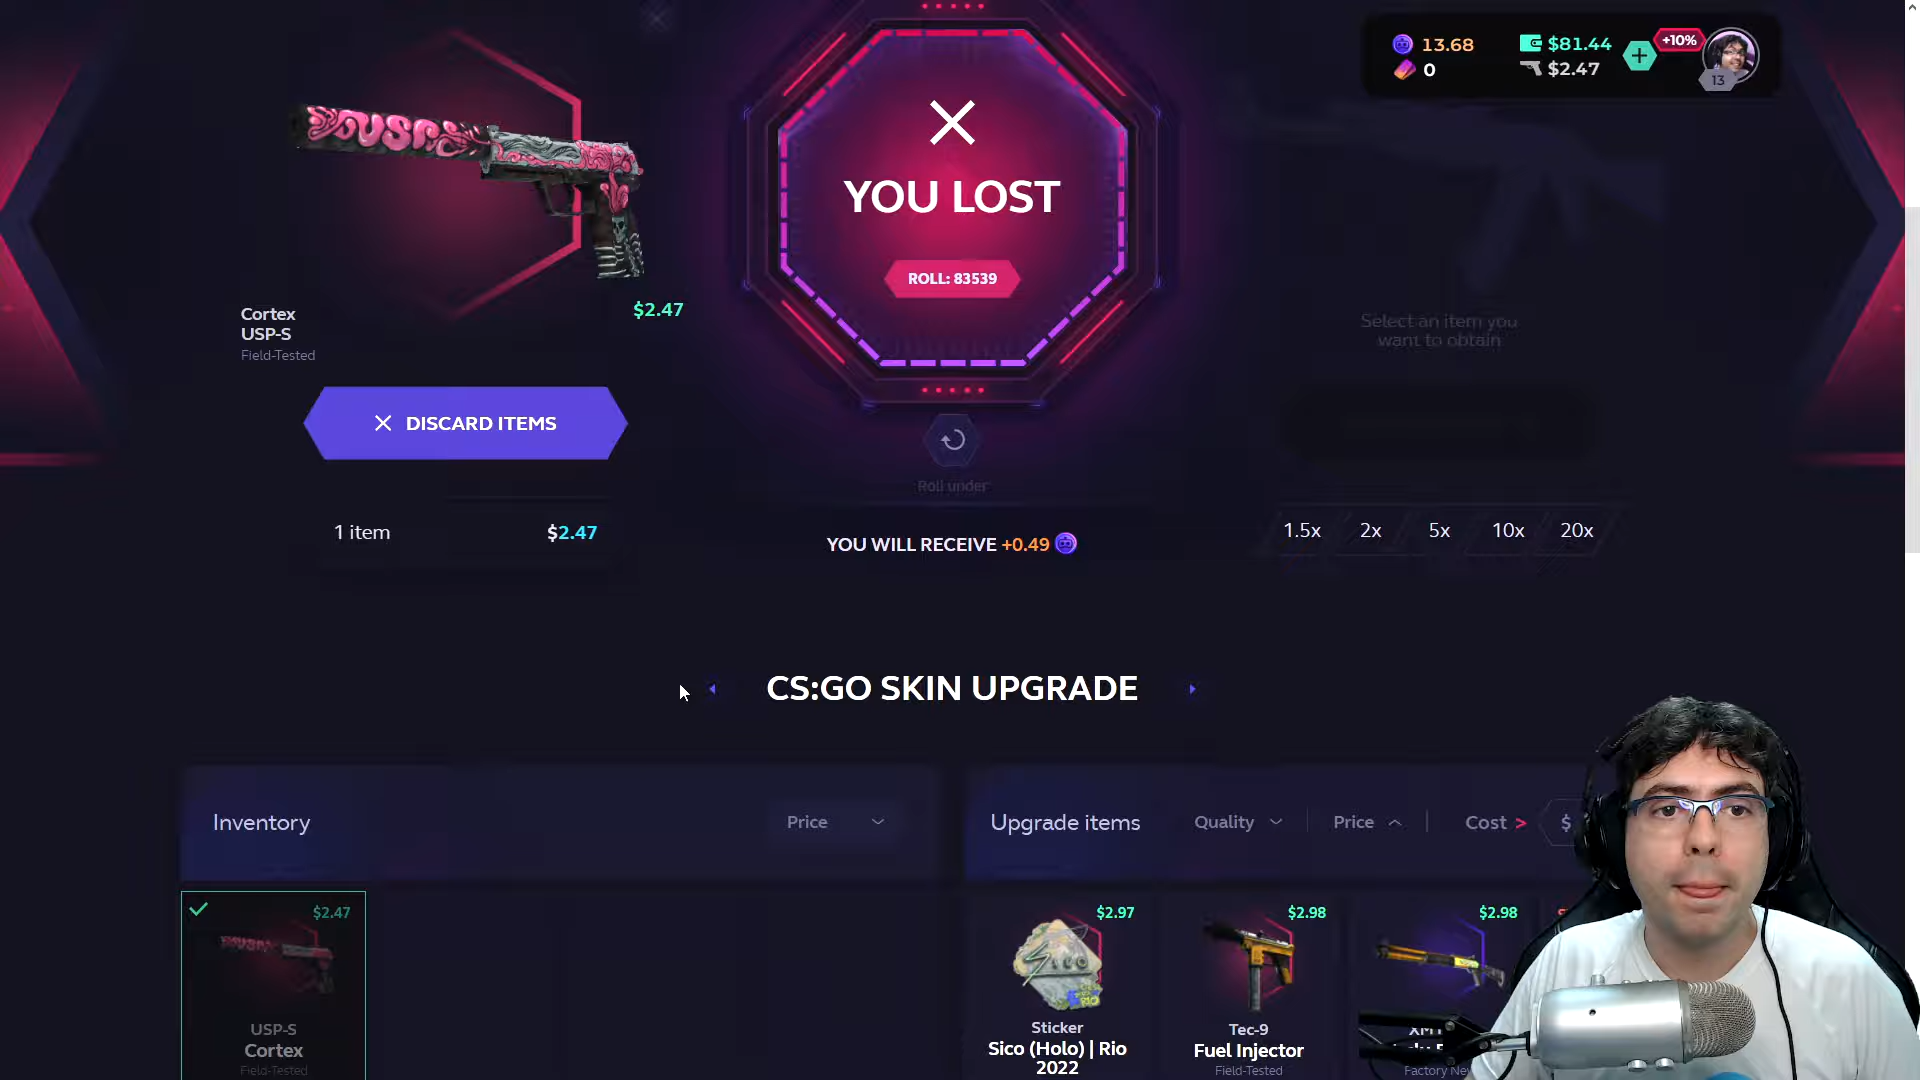 13.68
$81.44
+10%
0
$2.47
13
YOU LOST
ROLL: 83539
$2.47
Cortex
USP-S
Field-Tested
Select an item you
want to obtain
DISCARD ITEMS
Roll under
1 item
$2.47
YOU WILL RECEIVE +0.49
1.5x
2x
5x
10x
20x
CS:GO SKIN UPGRADE
Inventory
Price
Upgrade items
Quality
Price
Cost >
$
$2.47
USP-S
Cortex
Field-Tested
$2.97
Sticker
Sico (Holo) | Rio
2022
$2.98
Tec-9
Fuel Injector
Field-Tested
$2.98
Factory New